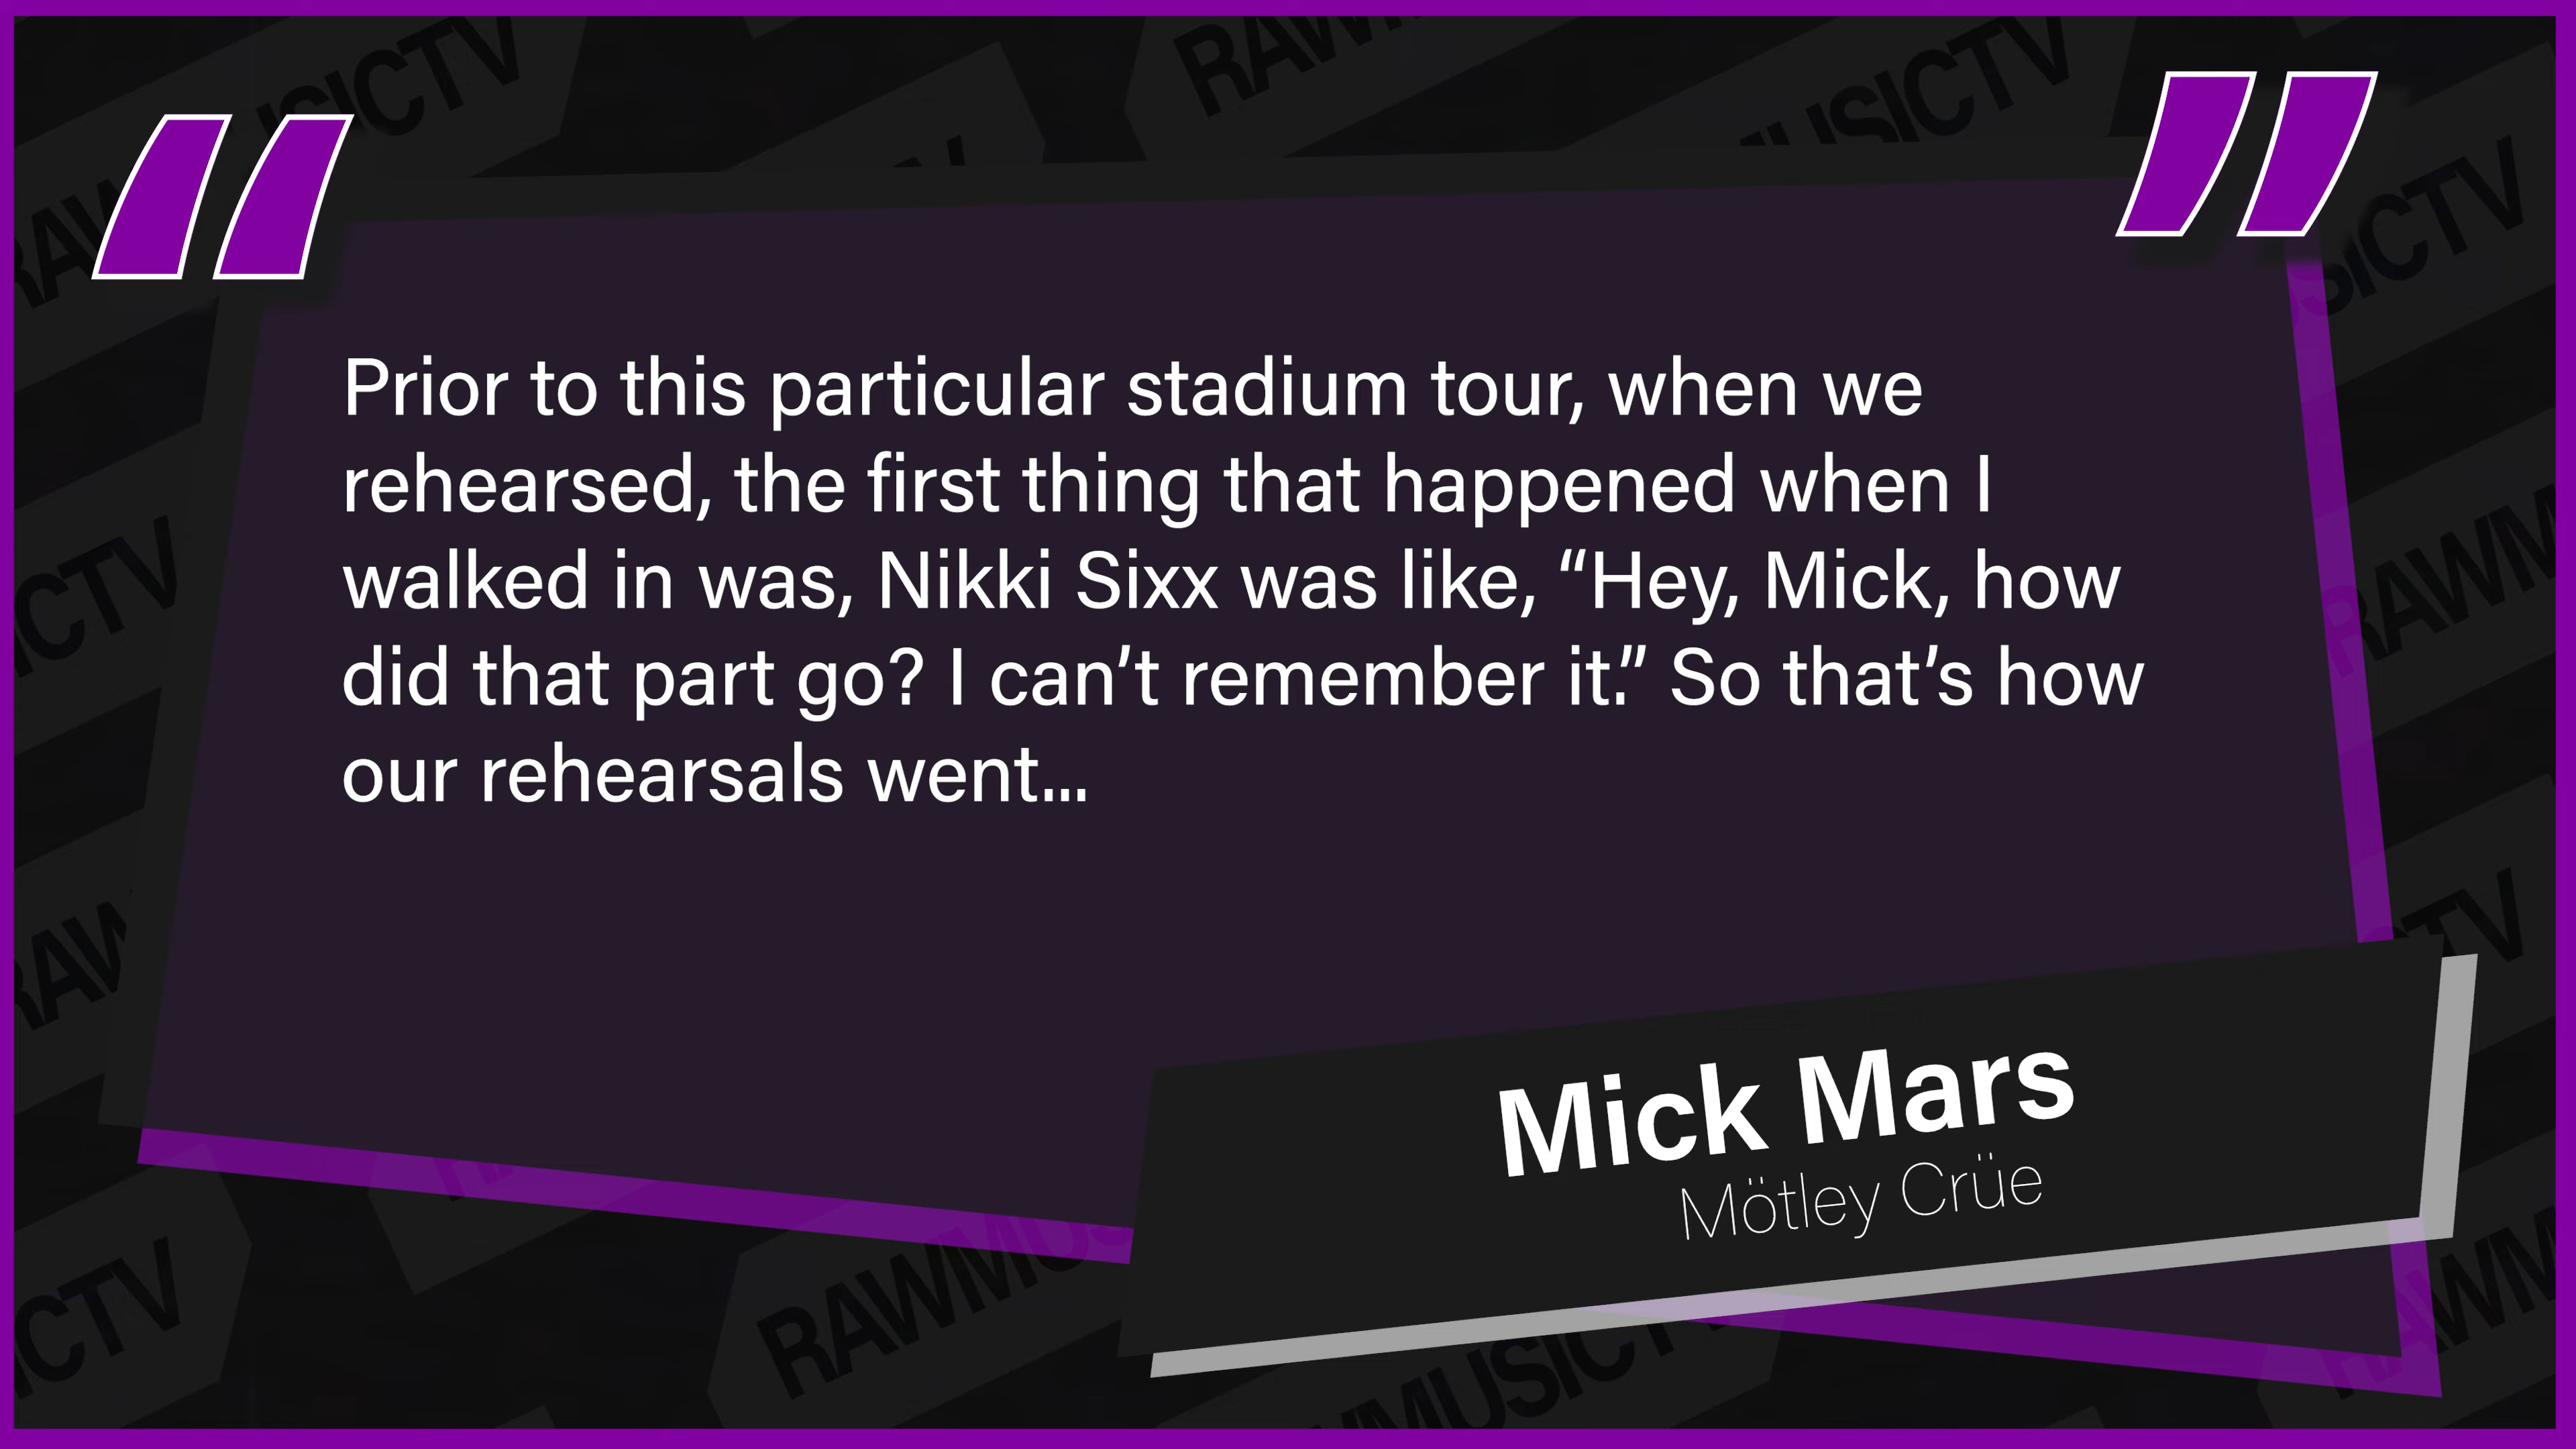 Prior to this particular stadium tour, when we
rehearsed, the first thing that happened when I
walked in was, Nikki Sixx was like, “Hey, Mick, how
did that part go? I can’t remember it.” So that’s how
our rehearsals went...
Mick Mars
Mötley Crüe